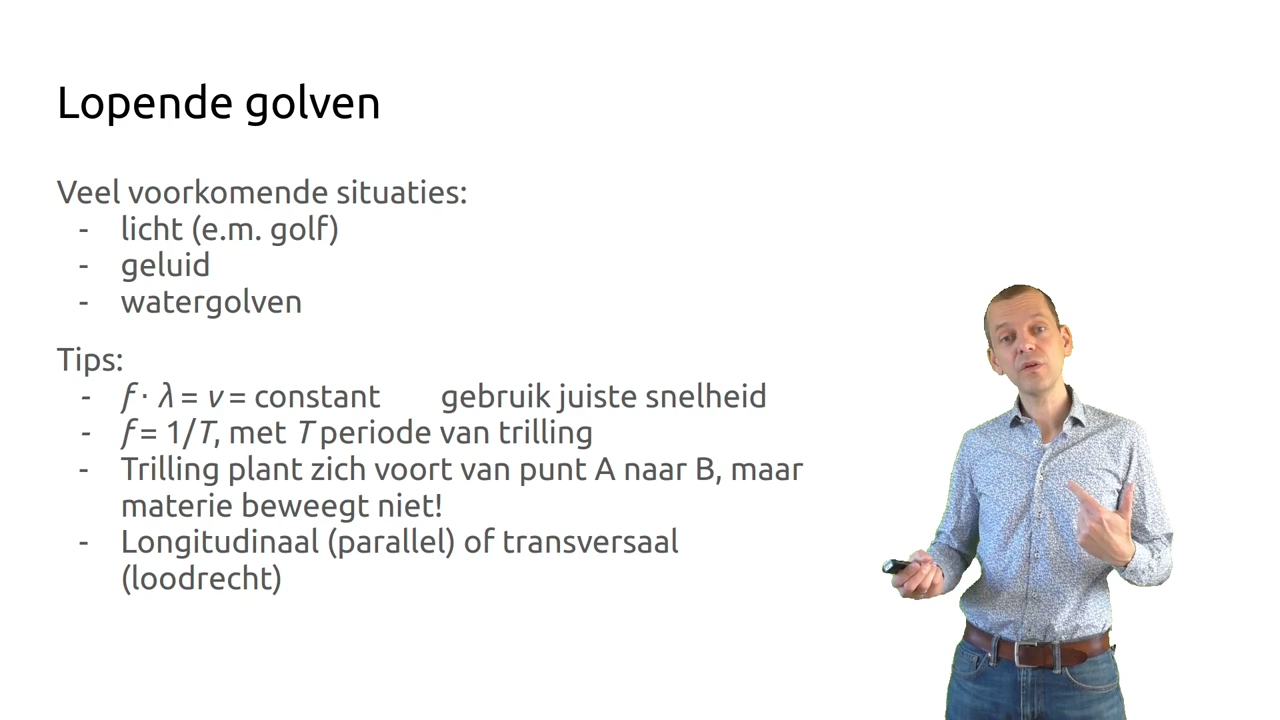 Lopende golven
Veel voorkomende situaties:
- licht (e.m. golf)
- geluid
- watergolven
Tips:
- f · λ = v = constant gebruik juiste snelheid
- f = 1/T, met T periode van trilling
- Trilling plant zich voort van punt A naar B, maar
materie beweegt niet!
- Longitudinaal (parallel) of transversaal
(loodrecht)